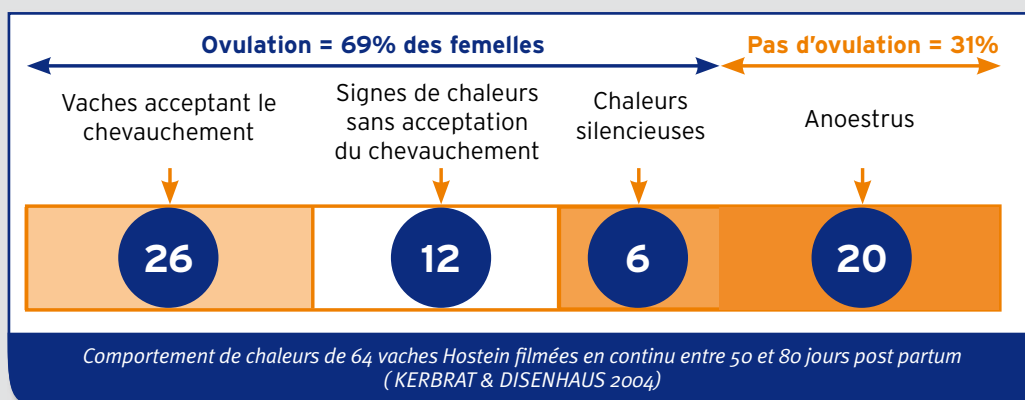 Ovulation = 69% des femelles
Pas d'ovulation = 31%
Vaches acceptant le
chevauchement
Signes de chaleurs
sans acceptation
du chevauchement
Chaleurs
silencieuses
Anoestrus
26
12
6
20
Comportement de chaleurs de 64 vaches Hostein filmées en continu entre 50 et 80 jours post partum
( KERBRAT & DISENHAUS 2004)